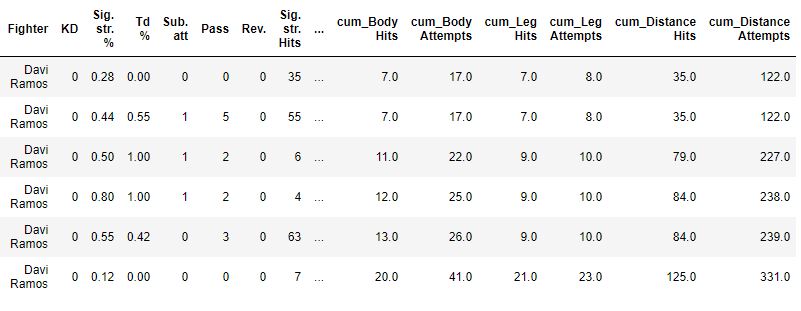 Fighter KD Sig. str. % Td % Sub. att Pass Rev. Sig. str. Hits ... cum_Body Hits cum_Body Attempts cum_Leg Hits cum_Leg Attempts cum_Distance Hits cum_Distance Attempts
Davi Ramos 0 0.28 0.00 0 0 0 35 ... 7.0 17.0 7.0 8.0 35.0 122.0
Davi Ramos 0 0.44 0.55 1 5 0 55 ... 7.0 17.0 7.0 8.0 35.0 122.0
Davi Ramos 0 0.50 1.00 1 2 0 6 ... 11.0 22.0 9.0 10.0 79.0 227.0
Davi Ramos 0 0.80 1.00 1 2 0 4 ... 12.0 25.0 9.0 10.0 84.0 238.0
Davi Ramos 0 0.55 0.42 0 3 0 63 ... 13.0 26.0 9.0 10.0 84.0 239.0
Davi Ramos 0 0.12 0.00 0 0 0 7 ... 20.0 41.0 21.0 23.0 125.0 331.0